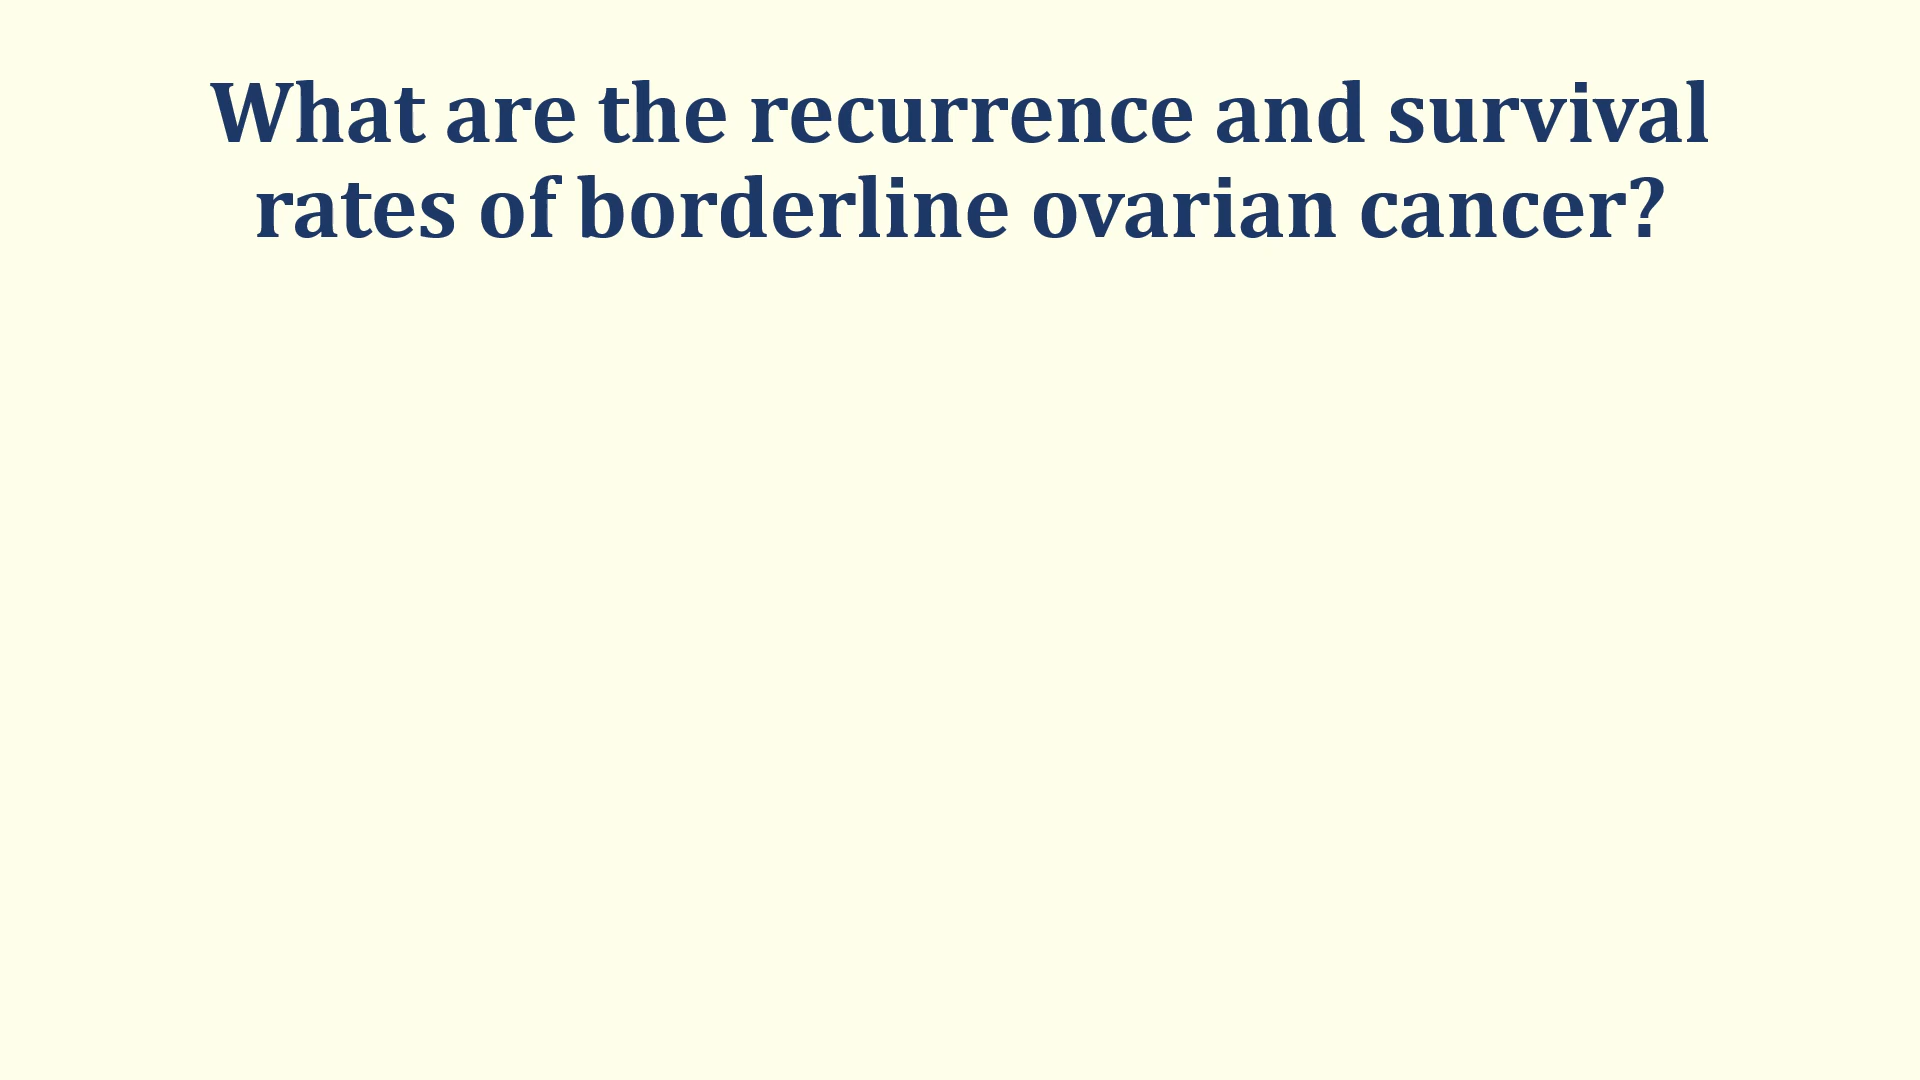 What are the recurrence and survival
rates of borderline ovarian cancer?